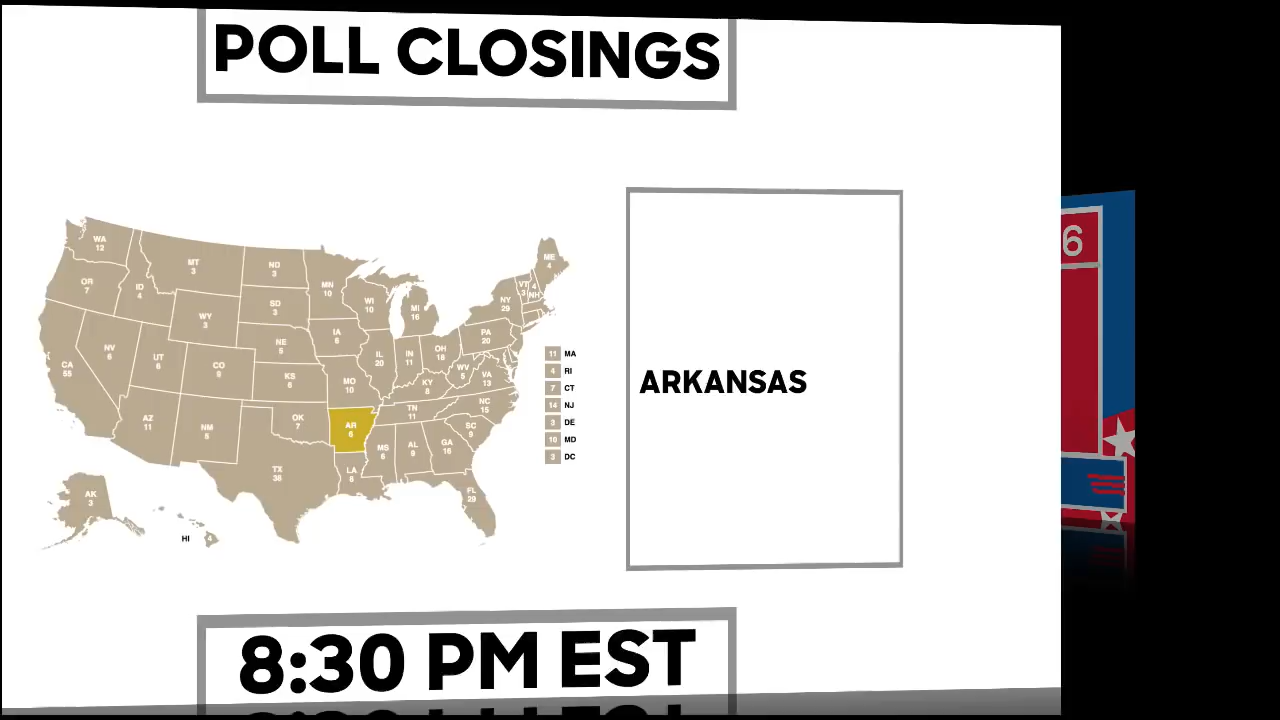 POLL CLOSINGS
6
WA
12
MT
3
ND
3
MN
10
ME
4
OR
7
ID
4
SD
3
WI
10
MI
16
NY
29
VT
3
4
NH
WY
3
NV
6
UT
6
CO
9
NE
5
IA
6
IL
20
IN
11
OH
18
PA
20
CA
55
KS
6
MO
10
KY
8
WV
5
VA
13
11 MA
4 RI
7 CT
14 NJ
3 DE
10 MD
3 DC
ARKANSAS
AZ
11
NM
5
OK
7
AR
6
TN
11
NC
15
SC
9
MS
6
AL
9
GA
16
TX
38
LA
8
FL
29
AK
3
HI
4
8:30 PM EST